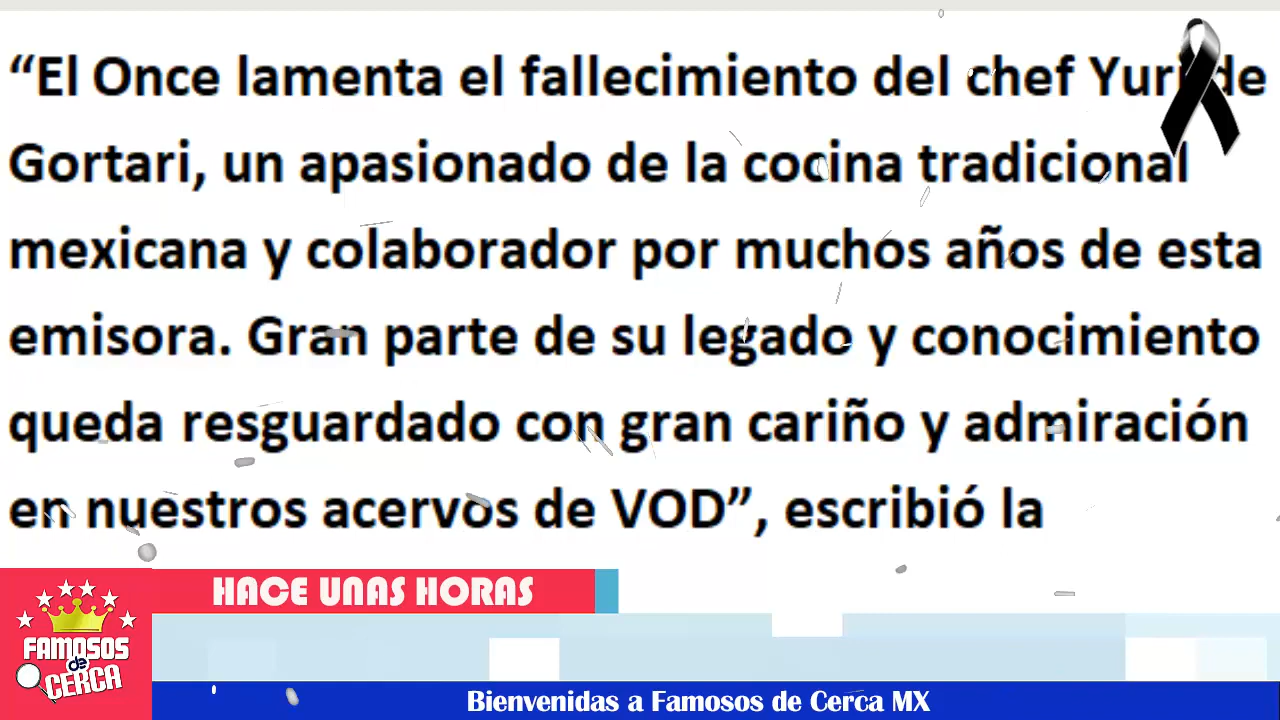 “El Once lamenta el fallecimiento del chef Yuri de
Gortari, un apasionado de la cocina tradicional
mexicana y colaborador por muchos años de esta
emisora. Gran parte de su legado y conocimiento
queda resguardado con gran cariño y admiración
en nuestros acervos de VOD”, escribió la
HACE UNAS HORAS
FAMOSOS
de
CERCA
Bienvenidas a Famosos de Cerca MX